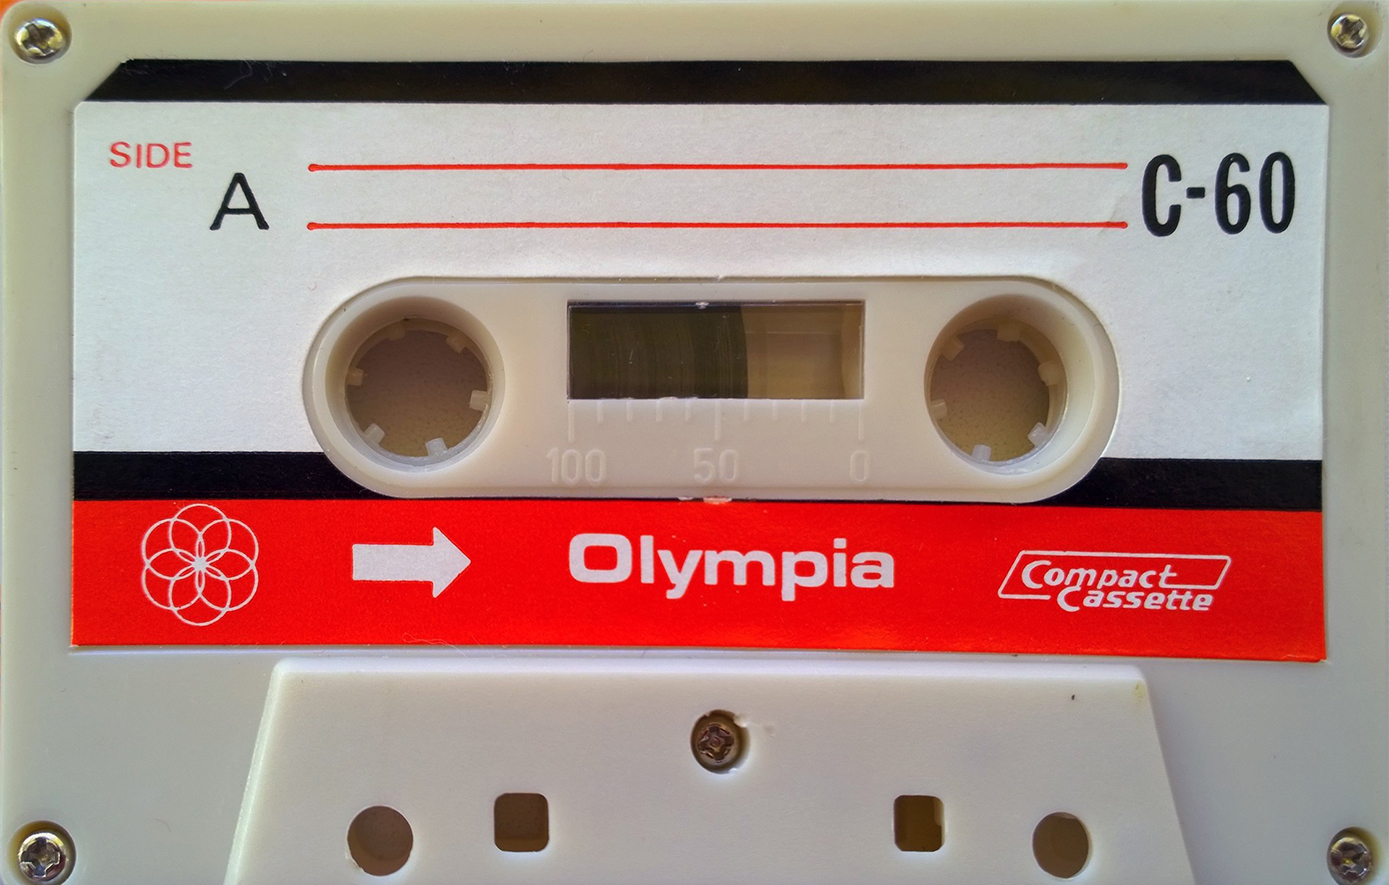 SIDE
A
C-60
100 50 0
Olympia
Compact
Cassette